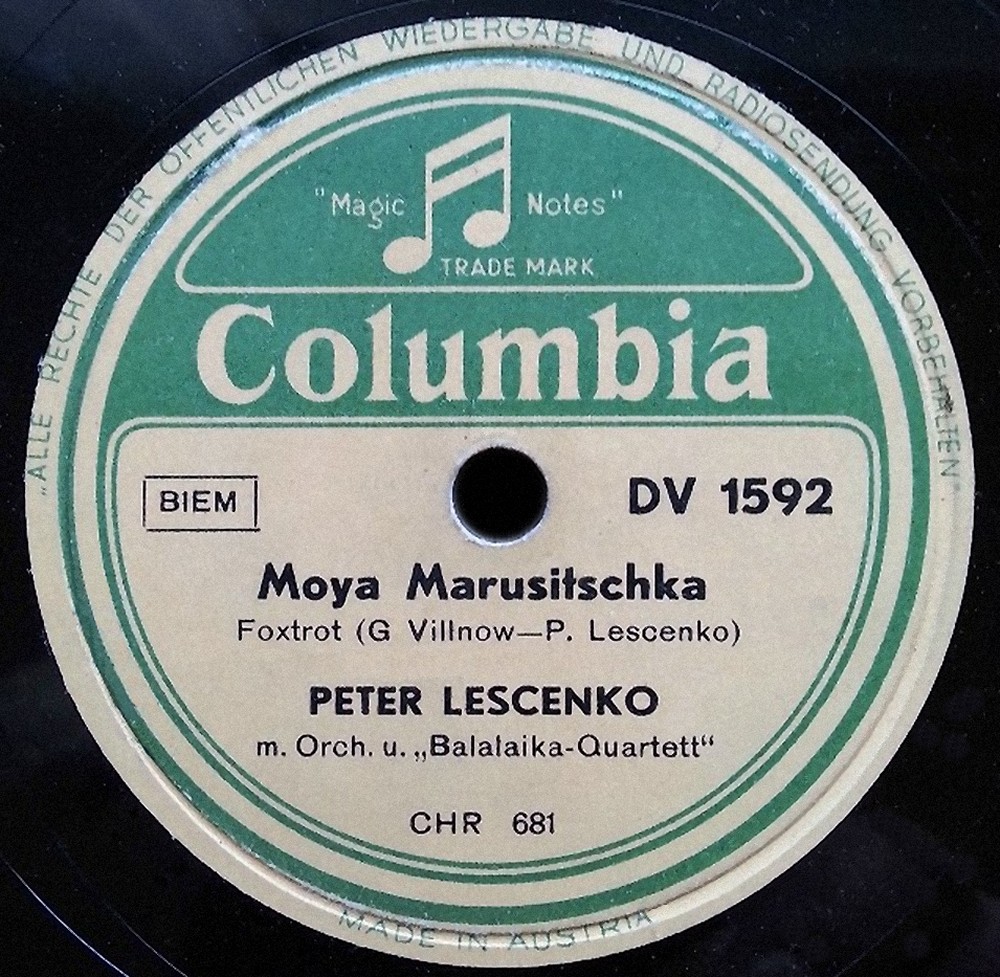 „ALLE RECHTE DER ÖFFENTLICHEN WIEDERGABE UND RADIOSENDUNG VORBEHALTEN".
"Magic Notes"
TRADE MARK
Columbia
BIEM
DV 1592
Moya Marusitschka
Foxtrot (G Villnow—P. Lescenko)
PETER LESCENKO
m. Orch. u. „Balalaika-Quartett“
CHR 681
MADE IN AUSTRIA